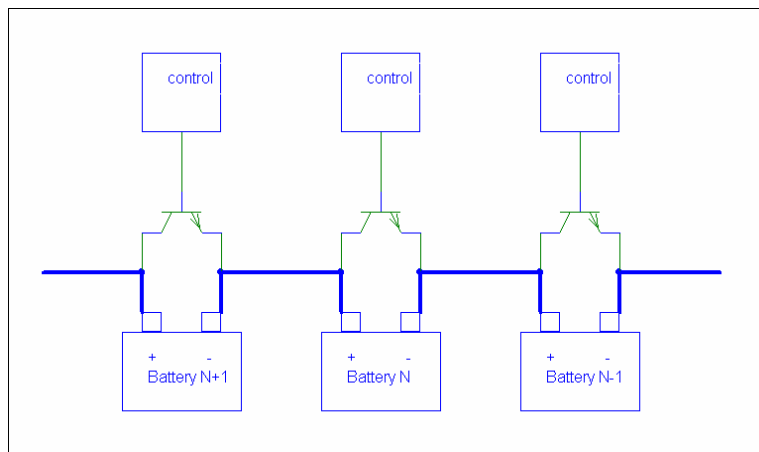 control control control
+ - + - + -
Battery N+1 Battery N Battery N-1